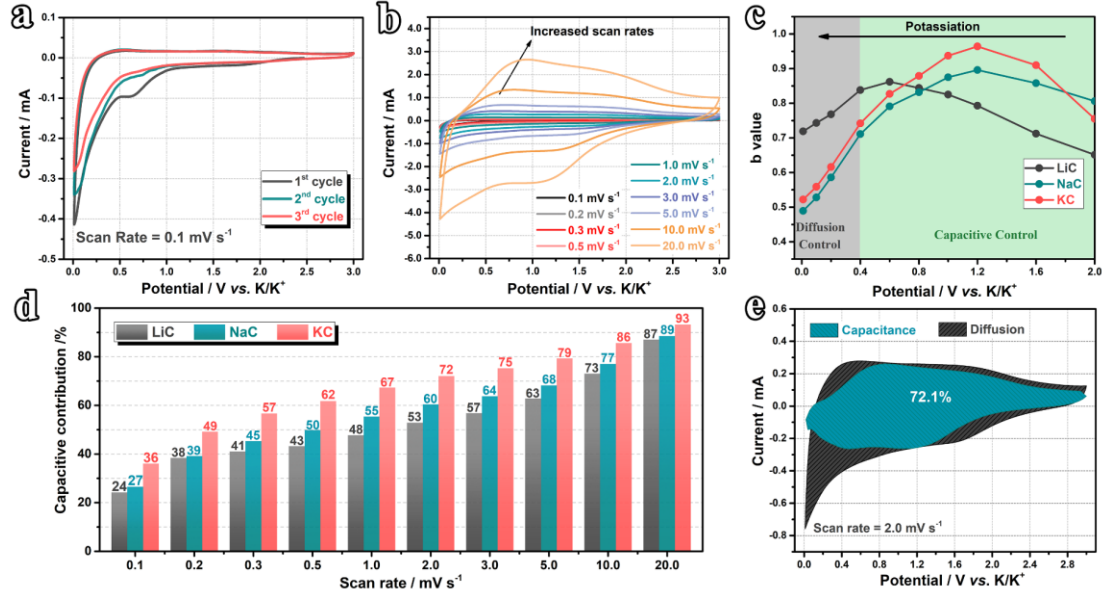 a
Current / mA
0.1
0.0
-0.1
-0.2
-0.3
-0.4
1st cycle
2nd cycle
3rd cycle
Scan Rate = 0.1 mV s-1
0.0 0.5 1.0 1.5 2.0 2.5 3.0
Potential / V vs. K/K+
b
Current / mA
6.0
5.0
4.0
3.0
2.0
1.0
0.0
-1.0
-2.0
-3.0
-4.0
-5.0
-6.0
Increased scan rates
0.1 mV s-1
0.2 mV s-1
0.3 mV s-1
0.5 mV s-1
1.0 mV s-1
2.0 mV s-1
3.0 mV s-1
5.0 mV s-1
10.0 mV s-1
20.0 mV s-1
0.0 0.5 1.0 1.5 2.0 2.5 3.0
Potential / V vs. K/K+
c
b value
1.0
0.9
0.8
0.7
0.6
0.5
0.4
Potassiation
LiC
NaC
KC
Diffusion
Control
Capacitive Control
0.0 0.4 0.8 1.2 1.6 2.0
Potential / V vs. K/K+
d
Capacitive contribution /%
100
80
60
40
20
0
LiC NaC KC
24 27 36
38 39 49
41 45 57
43 50 62
48 55 67
53 60 72
57 64 75
63 68 79
73 77 86
87 89 93
0.1 0.2 0.3 0.5 1.0 2.0 3.0 5.0 10.0 20.0
Scan rate / mV s-1
e
Current / mA
0.6
0.4
0.2
0.0
-0.2
-0.4
-0.6
-0.8
Capacitance Diffusion
72.1%
Scan rate = 2.0 mV s-1
0.0 0.6 1.2 1.8 2.4 3.0
Potential / V vs. K/K+